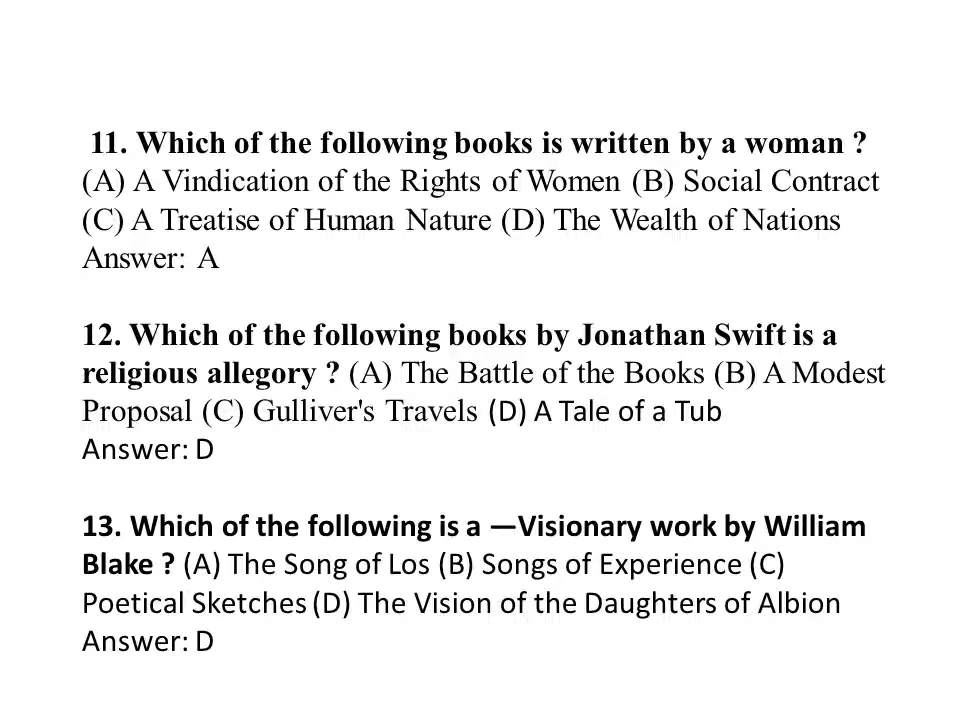 11. Which of the following books is written by a woman ?
(A) A Vindication of the Rights of Women (B) Social Contract
(C) A Treatise of Human Nature (D) The Wealth of Nations
Answer: A
12. Which of the following books by Jonathan Swift is a
religious allegory ? (A) The Battle of the Books (B) A Modest
Proposal (C) Gulliver's Travels (D) A Tale of a Tub
Answer: D
13. Which of the following is a —Visionary work by William
Blake ? (A) The Song of Los (B) Songs of Experience (C)
Poetical Sketches (D) The Vision of the Daughters of Albion
Answer: D